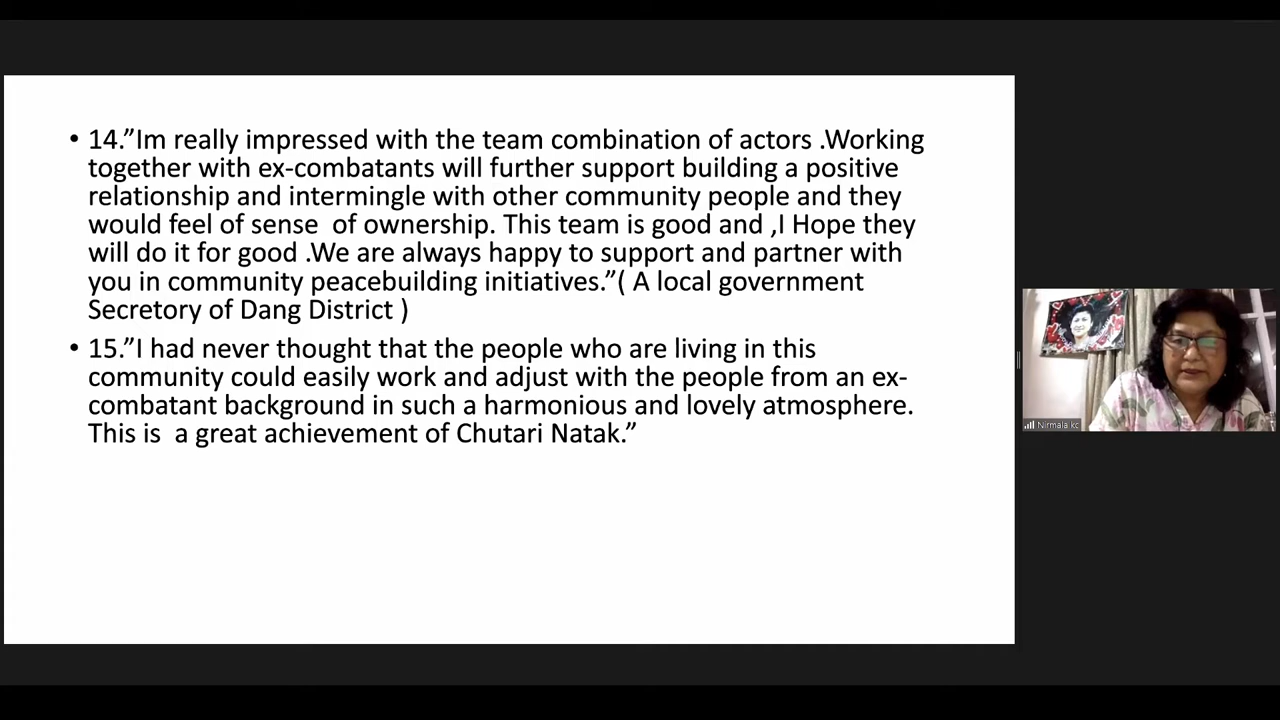 • 14.”Im really impressed with the team combination of actors .Working
together with ex-combatants will further support building a positive
relationship and intermingle with other community people and they
would feel of sense  of ownership. This team is good and ,I Hope they
will do it for good .We are always happy to support and partner with
you in community peacebuilding initiatives.”( A local government
Secretory of Dang District )
• 15.”I had never thought that the people who are living in this
community could easily work and adjust with the people from an ex-
combatant background in such a harmonious and lovely atmosphere.
This is  a great achievement of Chutari Natak.”
Nirmala kc